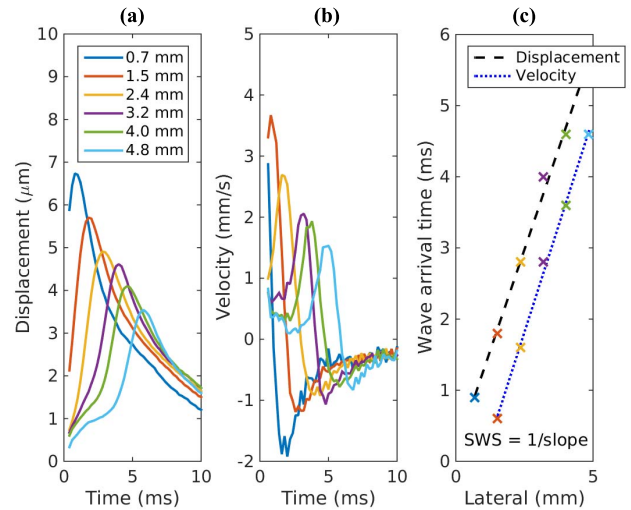 (a)
(b)
(c)
10
9
8
7
6
5
4
3
2
1
0
Displacement (μm)
0.7 mm
1.5 mm
2.4 mm
3.2 mm
4.0 mm
4.8 mm
0
5
10
Time (ms)
5
4
3
2
1
0
-1
-2
Velocity (mm/s)
0
5
10
Time (ms)
6
5
4
3
2
1
0
Wave arrival time (ms)
Displacement
Velocity
SWS = 1/slope
0
5
Lateral (mm)